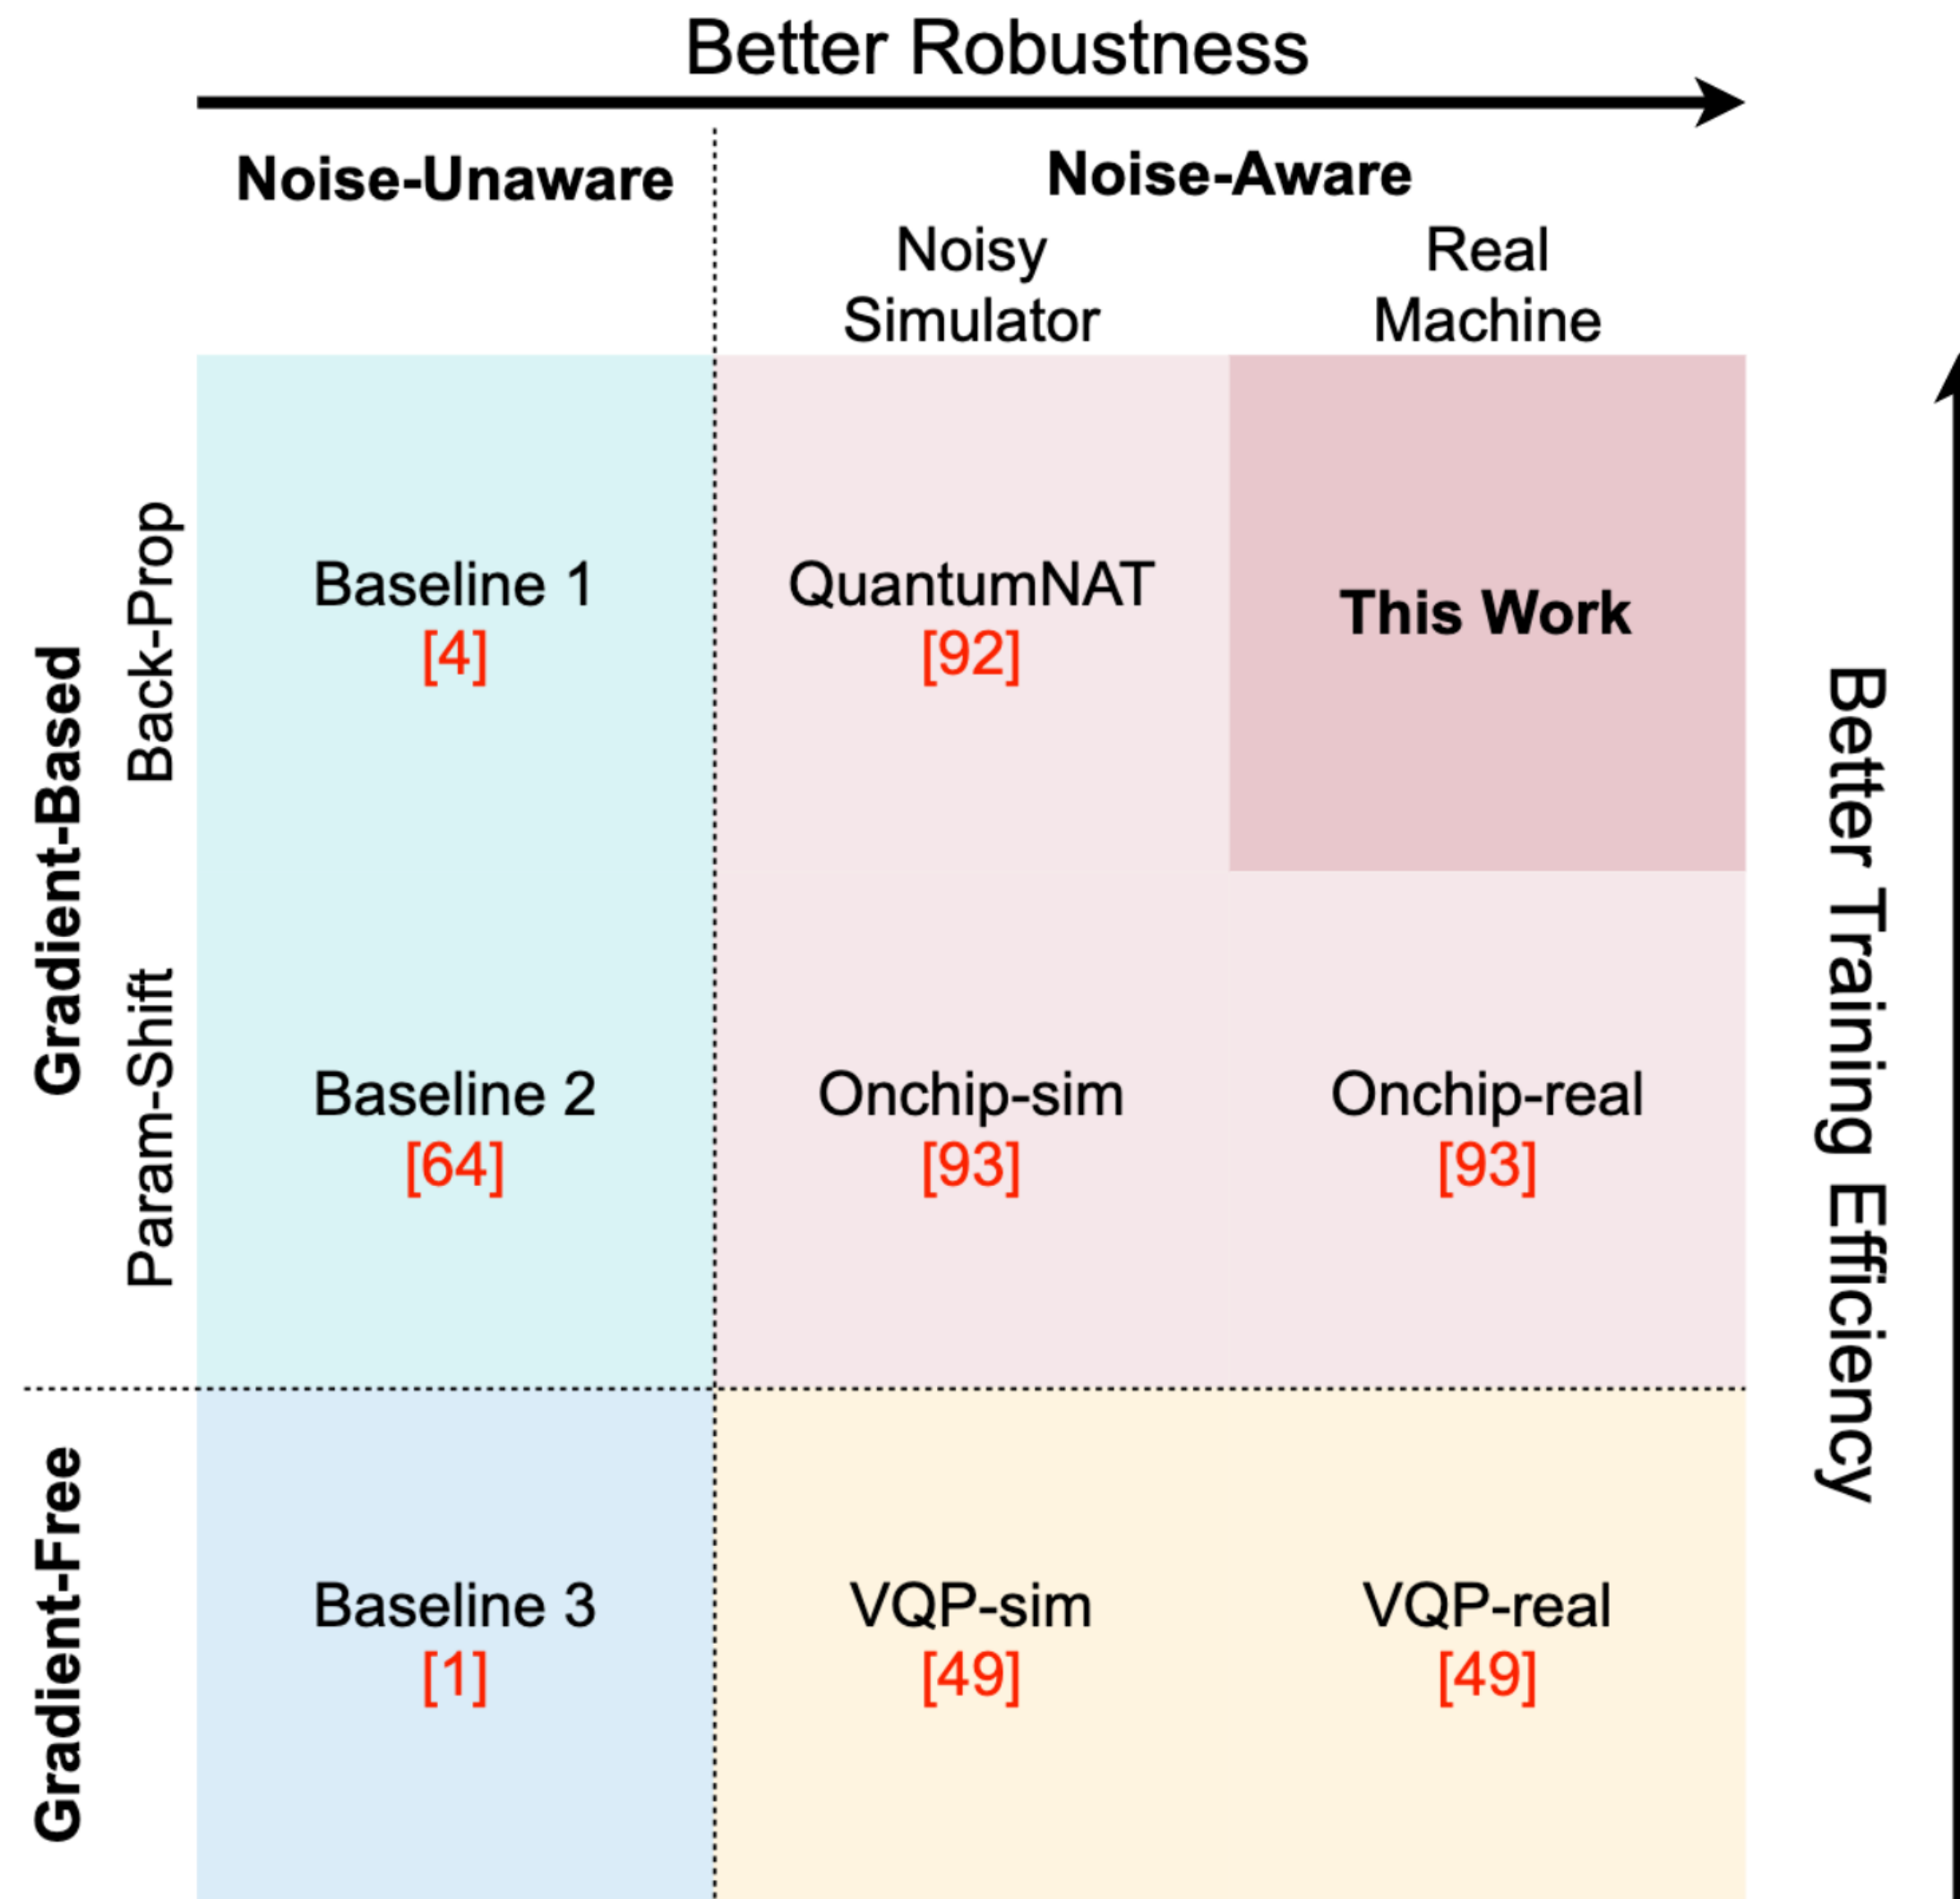 Better Robustness
Noise-Unaware
Noise-Aware
Noisy
Simulator
Real
Machine
Gradient-Based
Back-Prop
Baseline 1
[4]
QuantumNAT
[92]
This Work
Param-Shift
Baseline 2
[64]
Onchip-sim
[93]
Onchip-real
[93]
Gradient-Free
Baseline 3
[1]
VQP-sim
[49]
VQP-real
[49]
Better Training Efficiency